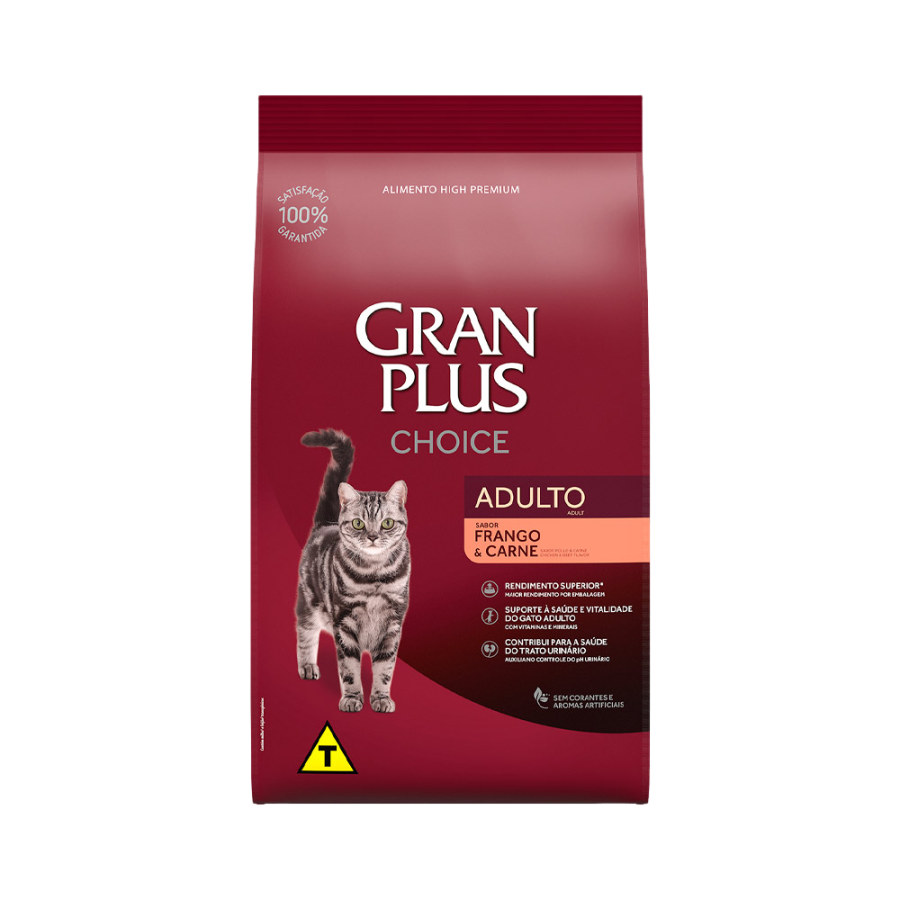 ALIMENTO HIGH PREMIUM
SATISFAÇÃO
100%
GARANTIDA
GRAN
PLUS
CHOICE
ADULTO
ADULT
SABOR
FRANGO
& CARNE
RENDIMENTO SUPERIOR*
MAIOR RENDIMENTO POR EMBALAGEM
SUPORTE À SAÚDE E VITALIDADE
DO GATO ADULTO
COM VITAMINAS E MINERAIS
CONTRIBUI PARA A SAÚDE
DO TRATO URINÁRIO
AUXILIA NO CONTROLE DO pH URINÁRIO
SEM CORANTES E
AROMAS ARTIFICIAIS
T